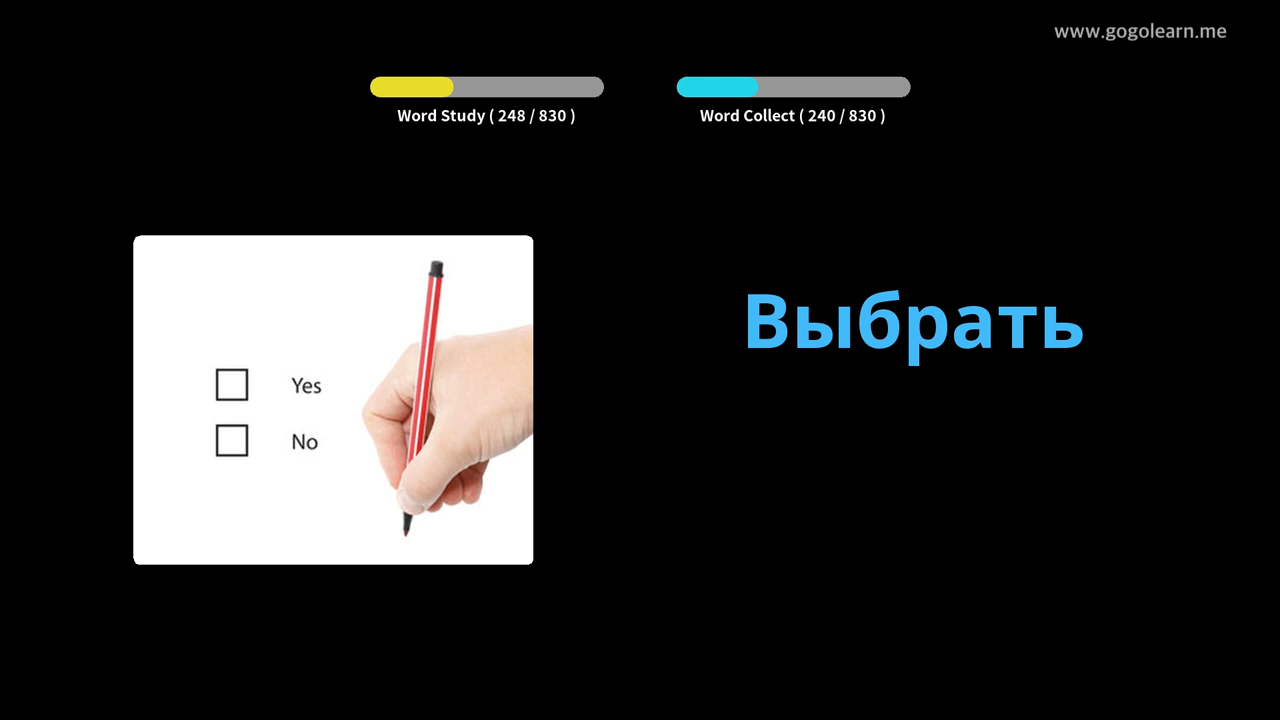 www.gogolearn.me
Word Study ( 248 / 830 )
Word Collect ( 240 / 830 )
Выбрать
Yes
No